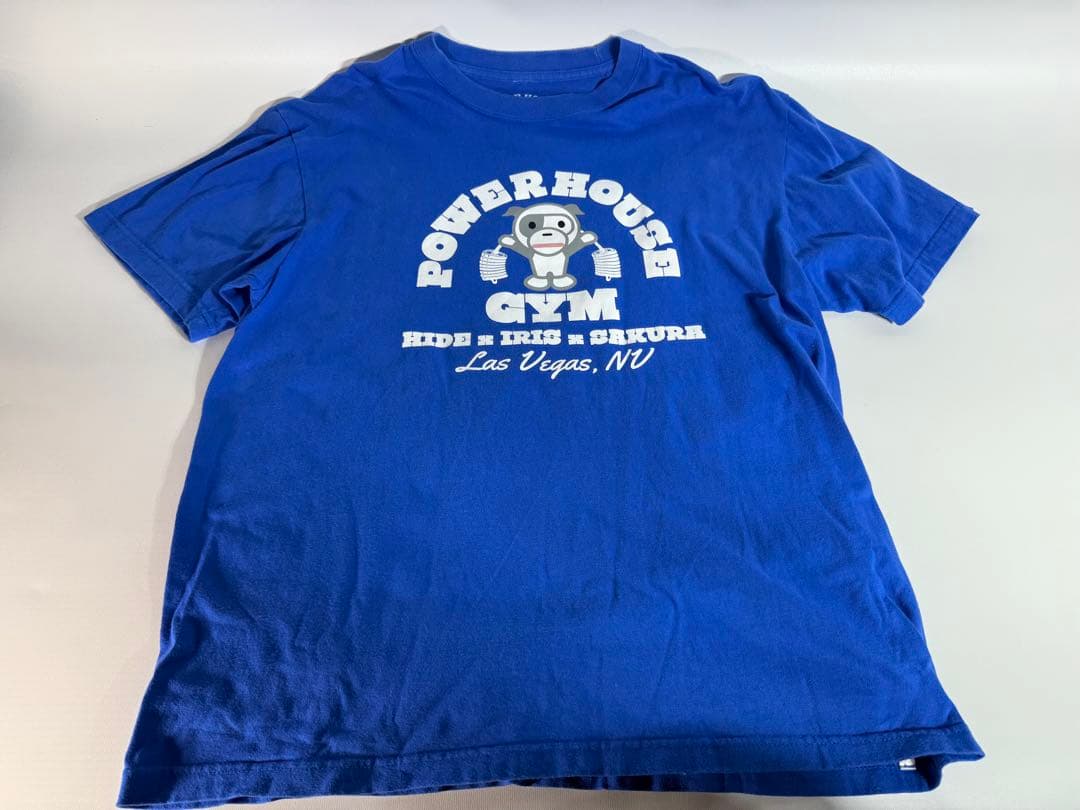 POWERHOUSE
GYM
HIDE x IRIS x SAKURA
Las Vegas, NV